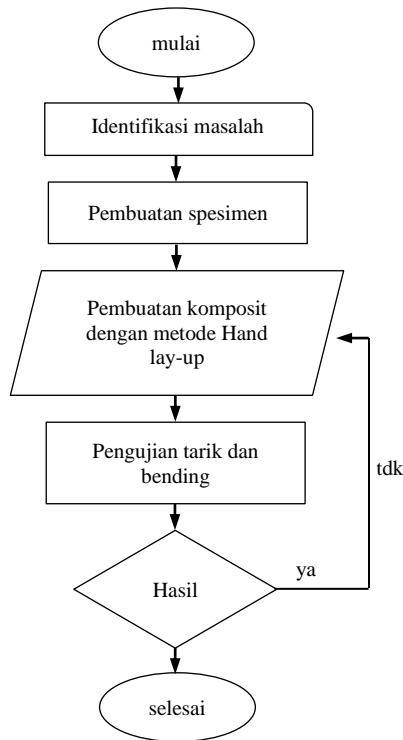 mulai
Identifikasi masalah
Pembuatan spesimen
Pembuatan komposit
dengan metode Hand
lay-up
Pengujian tarik dan
bending
tdk
ya
Hasil
selesai